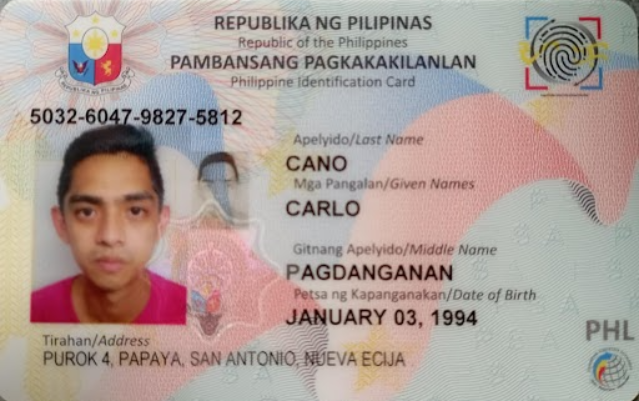 REPUBLIKA NG PILIPINAS
Republic of the Philippines
PAMBANSANG PAGKAKAKILANLAN
Philippine Identification Card
5032-6047-9827-5812
Apelyido/Last Name
CANO
Mga Pangalan/Given Names
CARLO
Gitnang Apelyido/Middle Name
PAGDANGANAN
Petsa ng Kapanganakan/Date of Birth
JANUARY 03, 1994
PHL
Tirahan/Address
PUROK 4, PAPAYA, SAN ANTONIO, NUEVA ECIJA